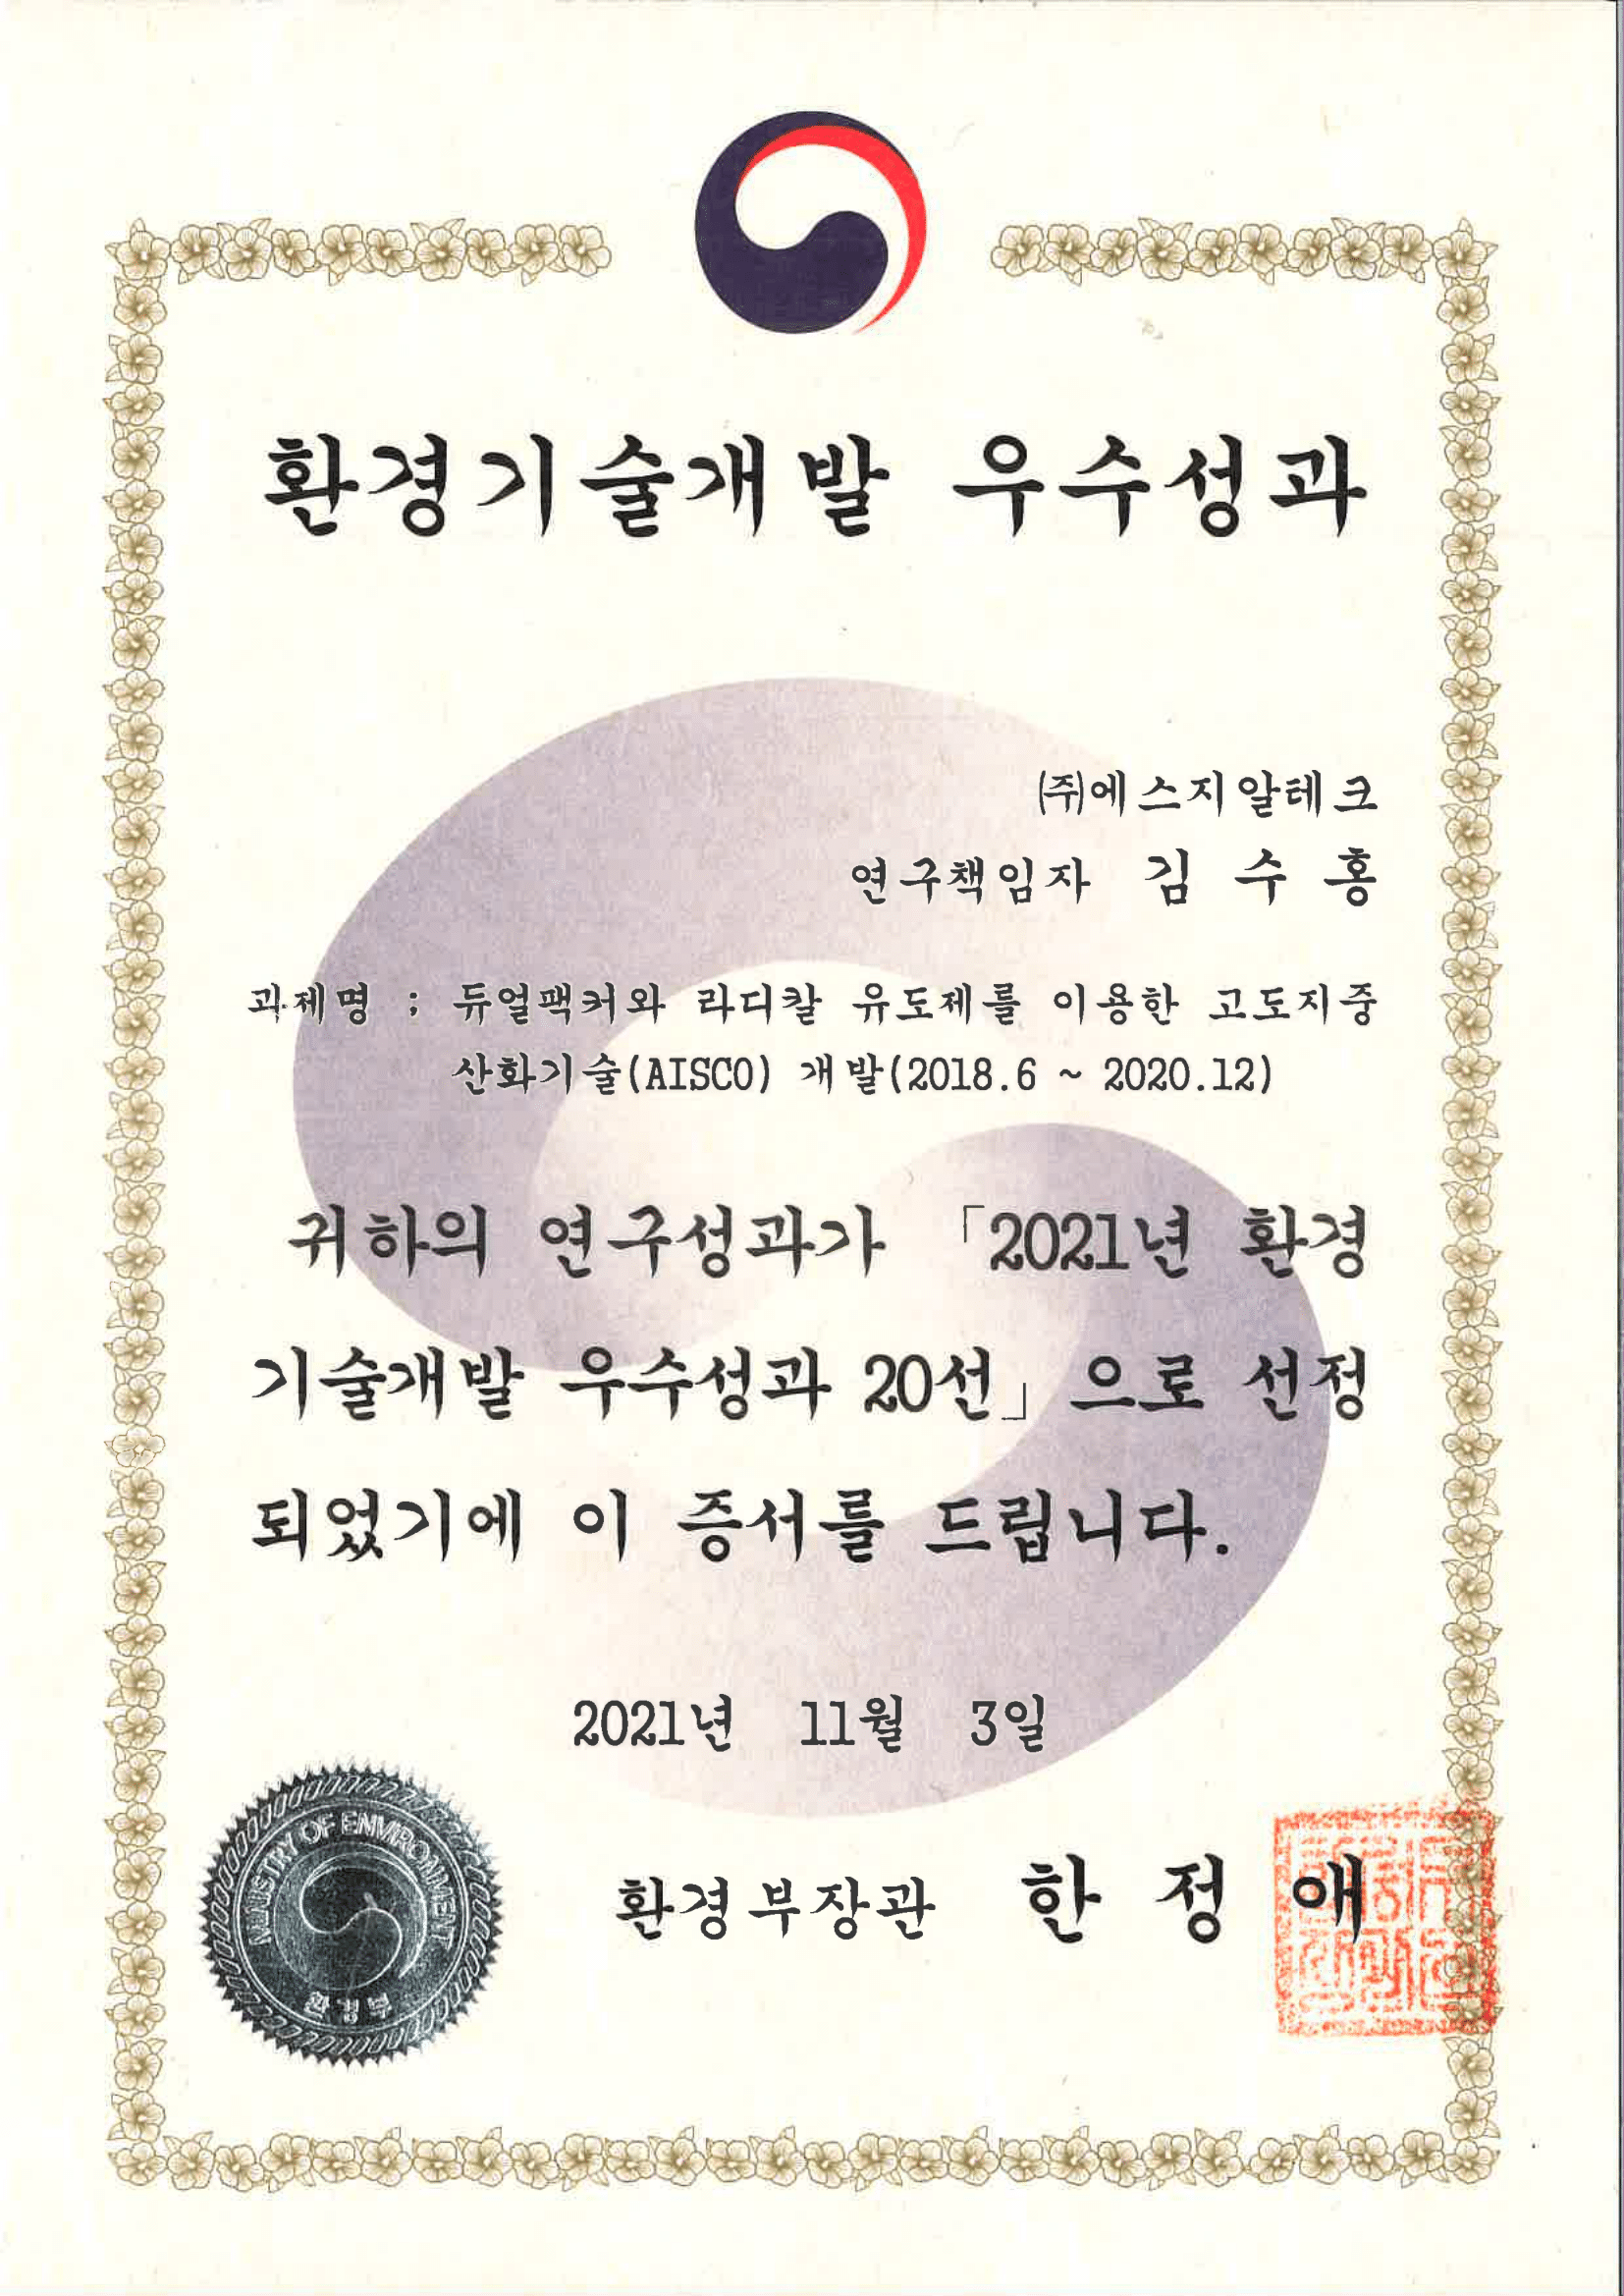 환경기술개발 우수성과
㈜에스지알테크
연구책임자 김 수 홍
과제명 ; 듀얼팩커와 라디칼 유도제를 이용한 고도지중
산화기술(AISCO) 개발(2018.6 ~ 2020.12)
귀하의 연구성과가 「2021년 환경
기술개발 우수성과 20선」으로 선정
되었기에 이 증서를 드립니다.
2021년 11월 3일
MINISTRY OF ENVIRONMENT
환경부
환경부장관 한 정 애